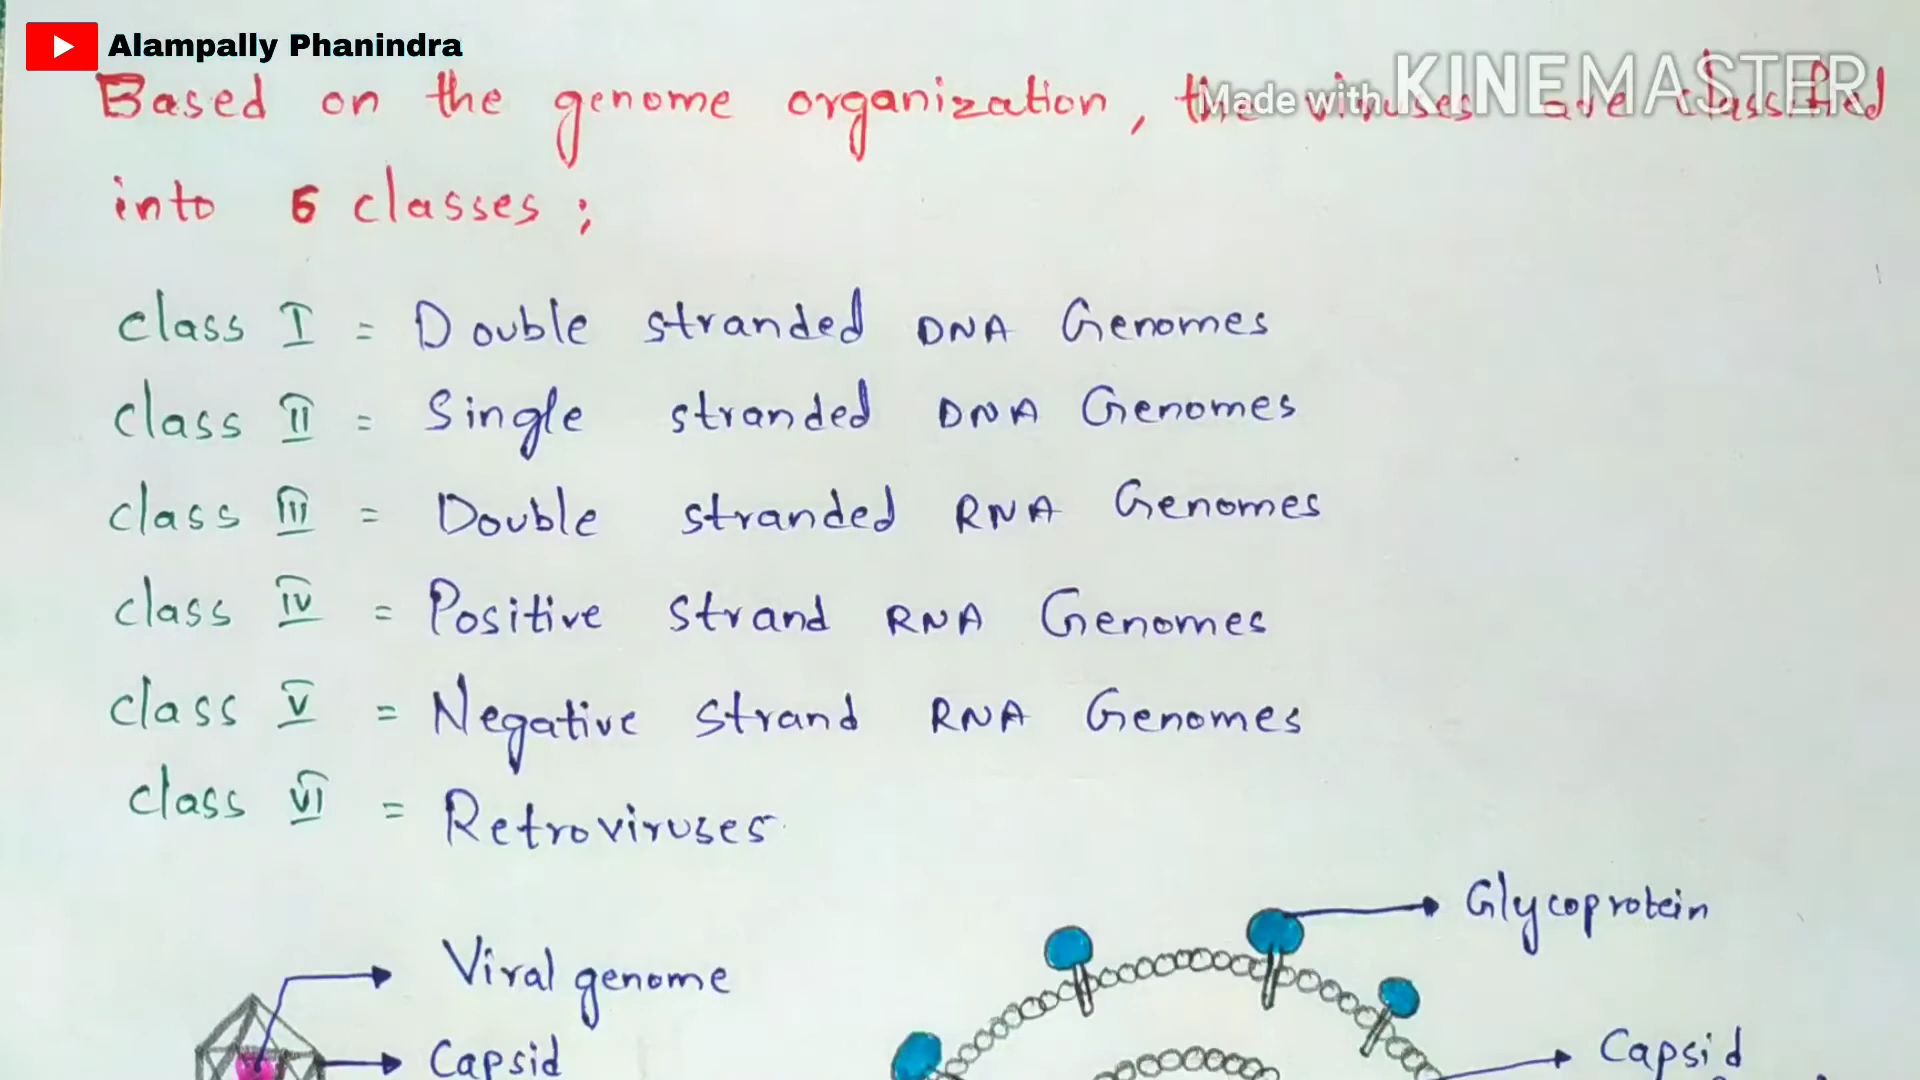 Alampally Phanindra
Made with KINEMASTER
Based on the genome organization, the viruses are classified
into 6 classes ;
class I = Double stranded DNA Genomes
class II = Single stranded DNA Genomes
class III = Double stranded RNA Genomes
class IV = Positive strand RNA Genomes
class V = Negative strand RNA Genomes
class VI = Retroviruses
Glycoprotein
Viral genome
Capsid
Capsid